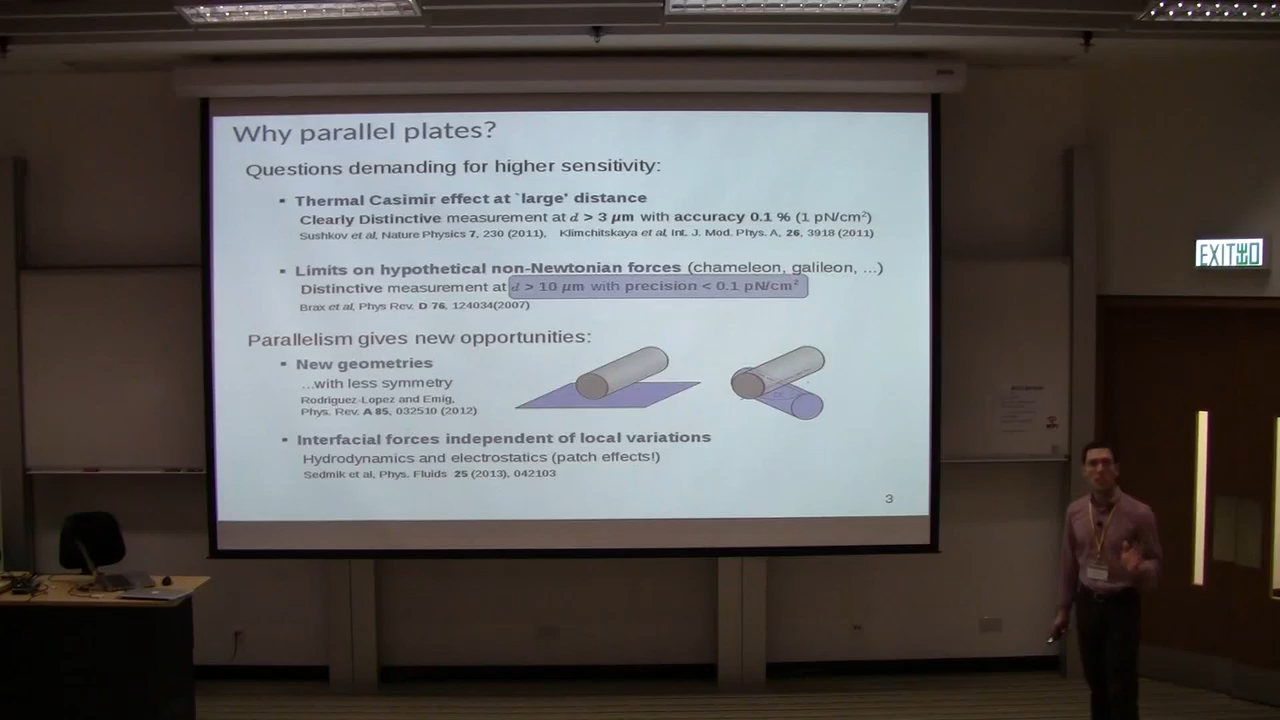 Why parallel plates?
Questions demanding for higher sensitivity:
▪ Thermal Casimir effect at `large' distance
Clearly Distinctive measurement at d > 3 µm with accuracy 0.1 % (1 pN/cm²)
Sushkov et al, Nature Physics 7, 230 (2011), Klimchitskaya et al, Int. J. Mod. Phys. A, 26, 3918 (2011)
▪ Limits on hypothetical non-Newtonian forces (chameleon, galileon, ...)
Distinctive measurement at d > 10 µm with precision < 0.1 pN/cm²
Brax et al, Phys Rev. D 76, 124034(2007)
Parallelism gives new opportunities:
▪ New geometries
...with less symmetry
Rodriguez-Lopez and Emig,
Phys. Rev. A 85, 032510 (2012)
▪ Interfacial forces independent of local variations
Hydrodynamics and electrostatics (patch effects!)
Sedmik et al, Phys. Fluids 25 (2013), 042103
3
EXIT出